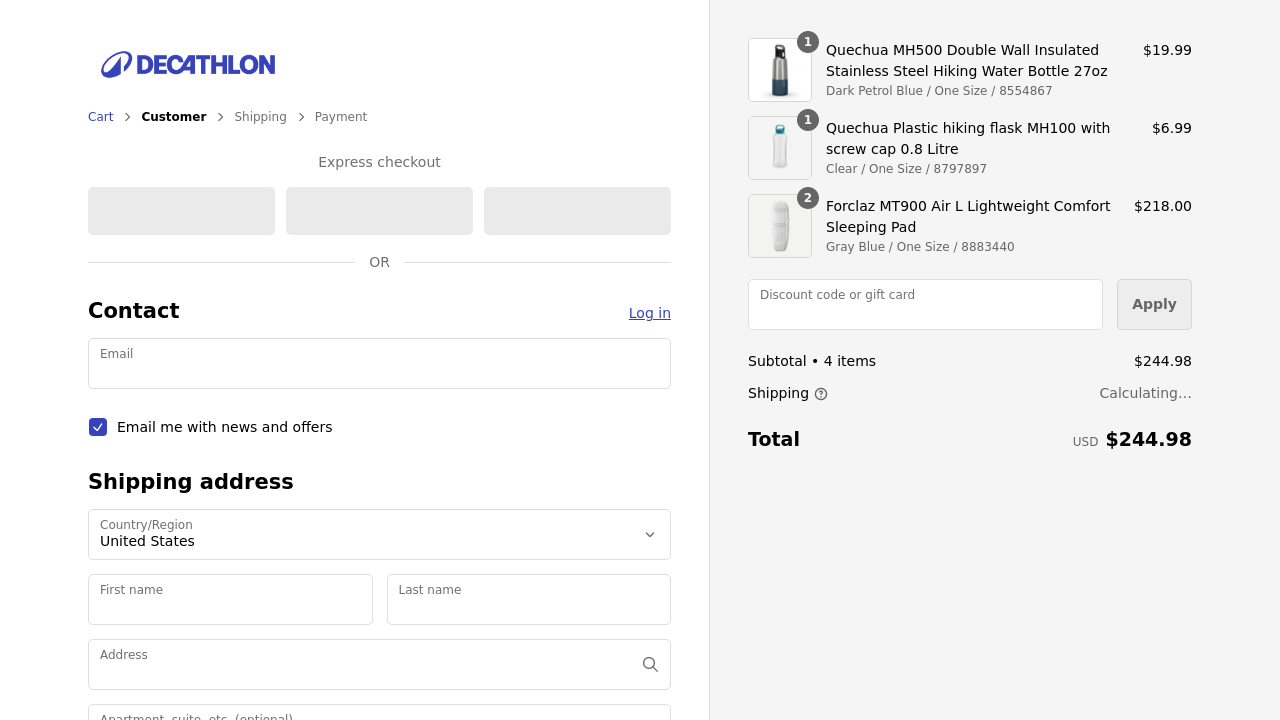 DECATHLON
Cart > Customer > Shipping > Payment
Express checkout
OR
Contact
Log in
Email
Email me with news and offers
Shipping address
Country/Region
United States
First name
Last name
Address
Apartment, suite, etc. (optional)
1
Quechua MH500 Double Wall Insulated
Stainless Steel Hiking Water Bottle 27oz
Dark Petrol Blue / One Size / 8554867
$19.99
1
Quechua Plastic hiking flask MH100 with
screw cap 0.8 Litre
Clear / One Size / 8797897
$6.99
2
Forclaz MT900 Air L Lightweight Comfort
Sleeping Pad
Gray Blue / One Size / 8883440
$218.00
Discount code or gift card
Apply
Subtotal • 4 items $244.98
Shipping Calculating...
Total USD $244.98